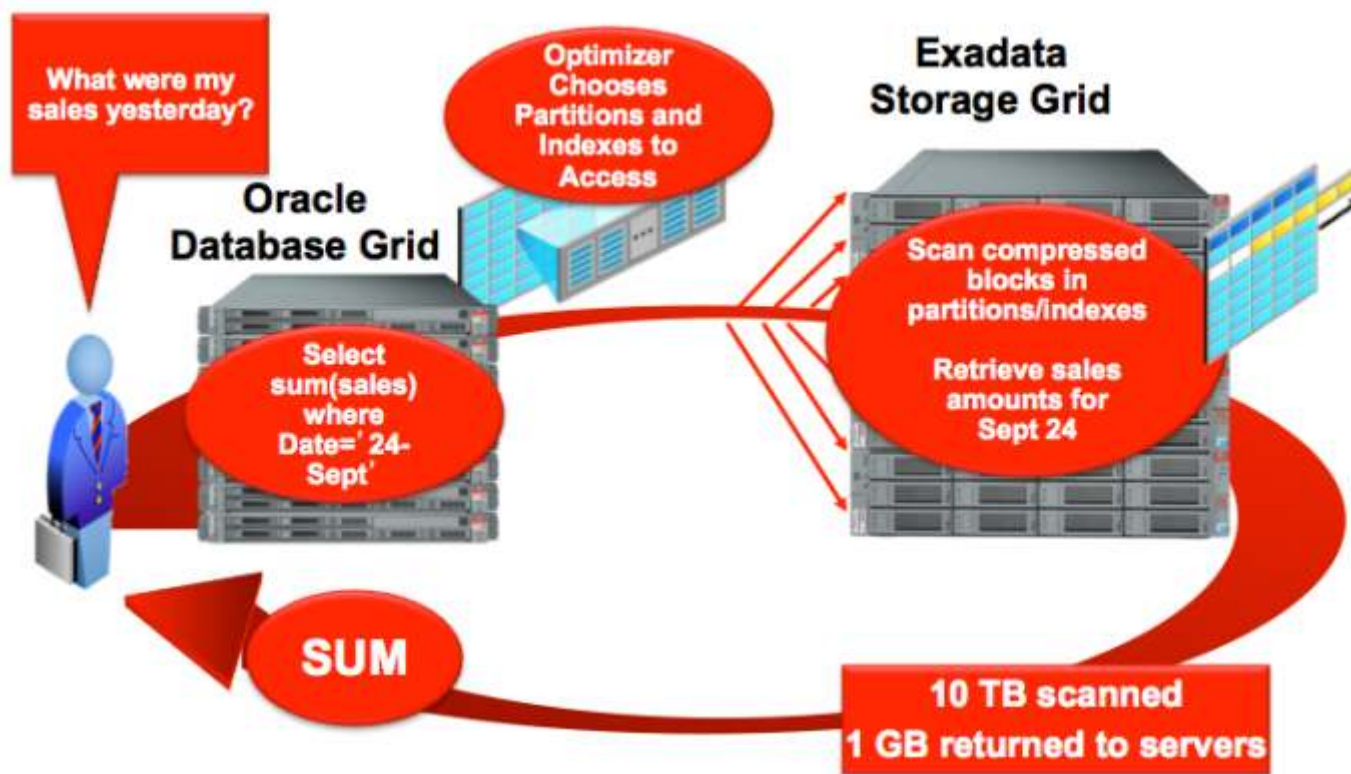 What were my
sales yesterday?
Optimizer
Chooses
Partitions and
Indexes to
Access
Exadata
Storage Grid
Oracle
Database Grid
Select
sum(sales)
where
Date=’ 24-
Sept’
Scan compressed
blocks in
partitions/indexes
Retrieve sales
amounts for
Sept 24
SUM
10 TB scanned
1 GB returned to servers